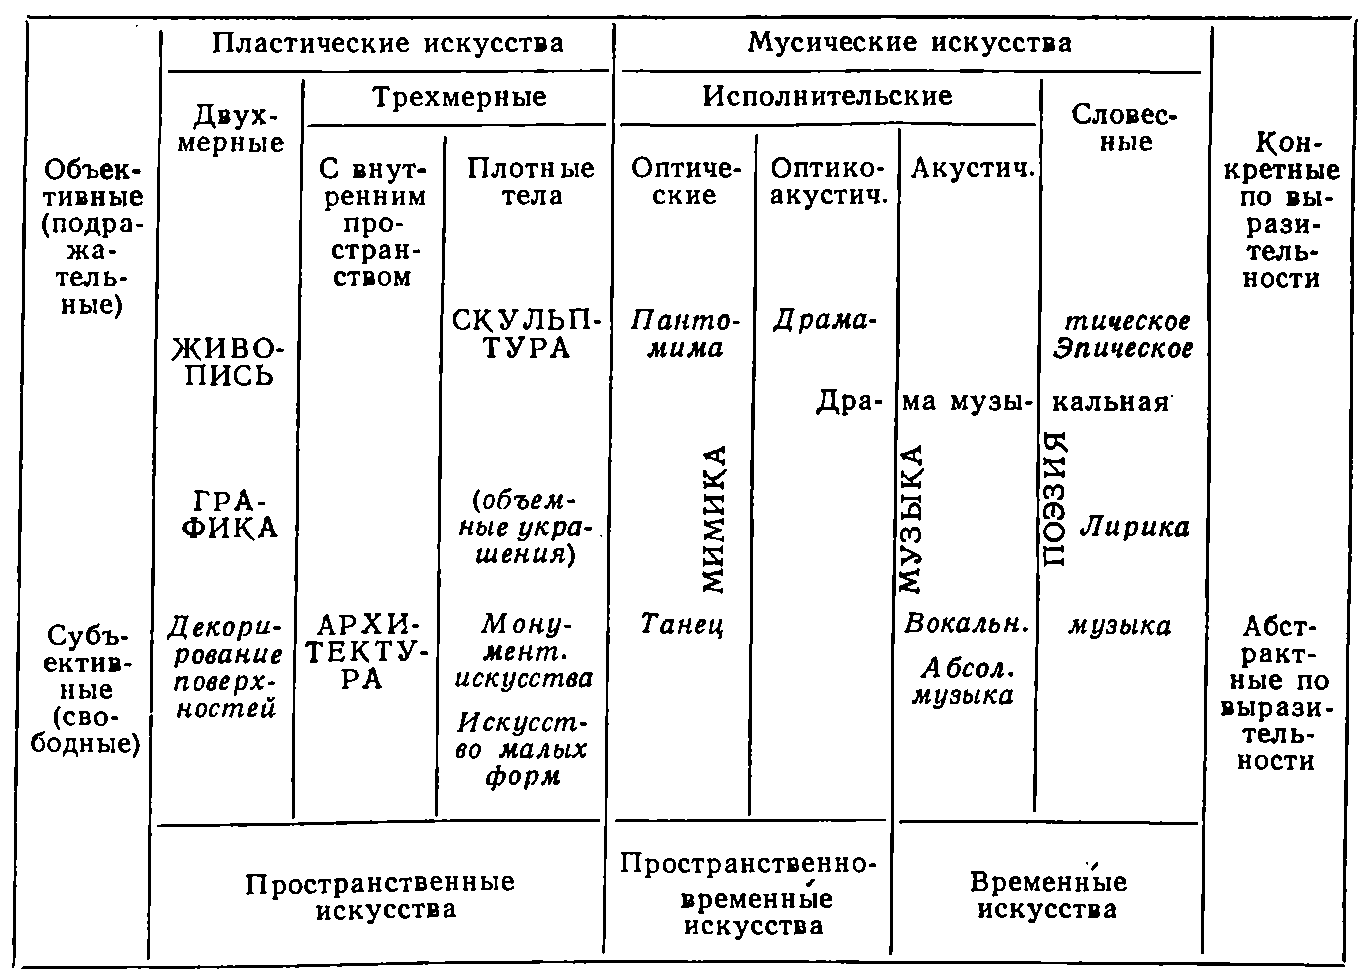 Пластические искусства
Мусические искусства
Объек-
тивные
(подра-
жа-
тель-
ные)
Двух-
мерные
Трехмерные
С внут-
ренним
про-
стран-
ством
Плотные
тела
Исполнительские
Оптиче-
ские
Оптико-
акустич.
Акустич.
Словес-
ные
Кон-
кретные
по вы-
рази-
тель-
ности
ЖИВО-
ПИСЬ
СКУЛЬП-
ТУРА
Панто-
мима
Драма-
тическое
Эпическое
Дра- ма музы- кальная
ГРА-
ФИКА
(объем-
ные укра-
шения)
МИМИКА
МУЗЫКА
ПОЭЗИЯ
Лирика
Субъ-
ектив-
ные
(сво-
бодные)
Декори-
рование
поверх-
ностей
АРХИ-
ТЕКТУ-
РА
Мону-
мент.
искусства
Искусст-
во малых
форм
Танец
Вокальн. музыка
Абсол.
музыка
Абст-
ракт-
ные по
вырази-
тель-
ности
Пространственные
искусства
Пространственно-
временны́е
искусства
Временны́е
искусства